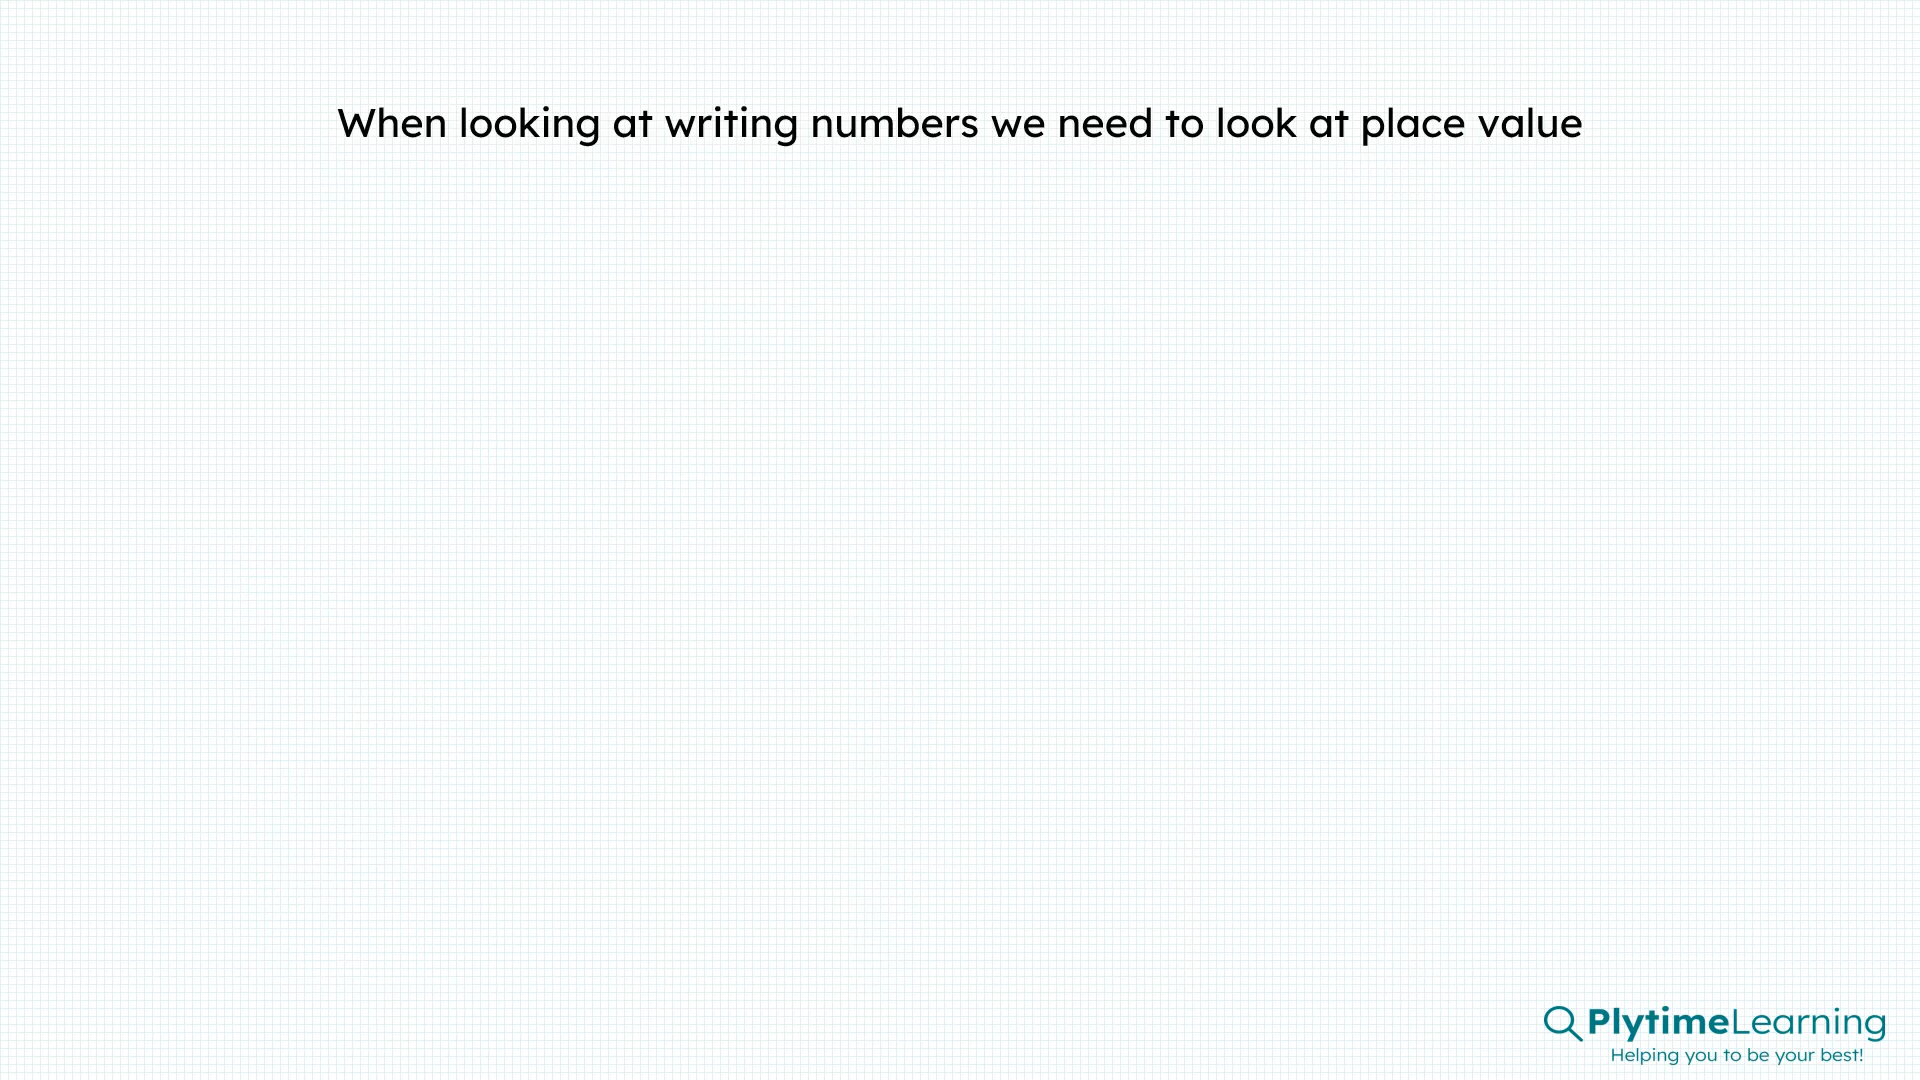 When looking at writing numbers we need to look at place value
PlytimeLearning
Helping you to be your best!